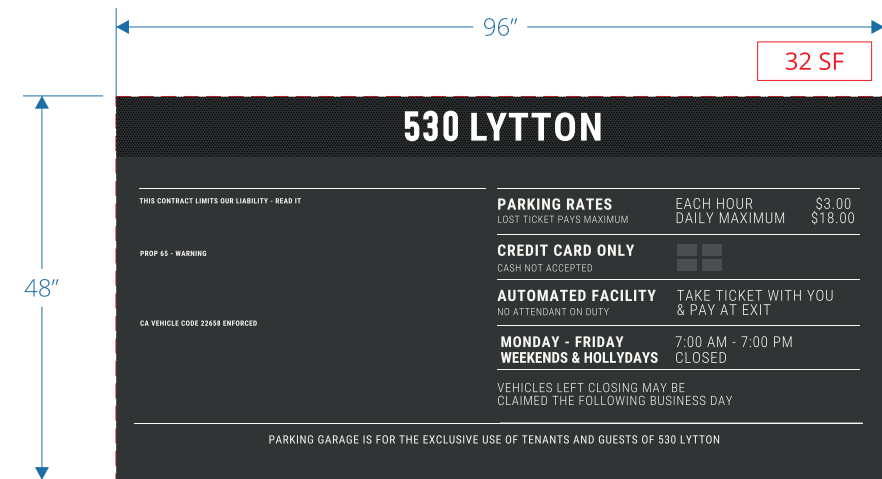 96”
32 SF
48”
530 LYTTON
THIS CONTRACT LIMITS OUR LIABILITY - READ IT
PROP 65 - WARNING
CA VEHICLE CODE 22658 ENFORCED
PARKING RATES EACH HOUR $3.00
LOST TICKET PAYS MAXIMUM DAILY MAXIMUM $18.00
CREDIT CARD ONLY
CASH NOT ACCEPTED
AUTOMATED FACILITY TAKE TICKET WITH YOU
NO ATTENDANT ON DUTY & PAY AT EXIT
MONDAY - FRIDAY 7:00 AM - 7:00 PM
WEEKENDS & HOLLYDAYS CLOSED
VEHICLES LEFT CLOSING MAY BE
CLAIMED THE FOLLOWING BUSINESS DAY
PARKING GARAGE IS FOR THE EXCLUSIVE USE OF TENANTS AND GUESTS OF 530 LYTTON